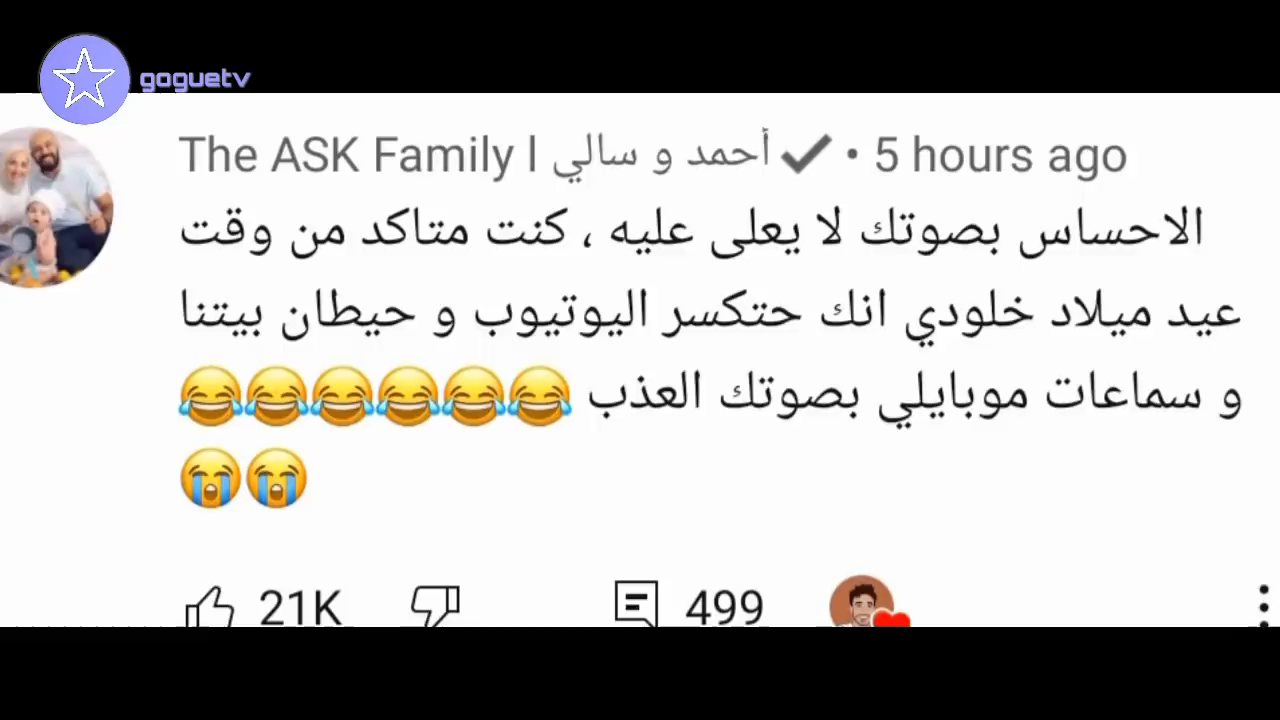 goguetv
The ASK Family | أحمد و سالي ✔ • 5 hours ago
الاحساس بصوتك لا يعلى عليه ، كنت متاكد من وقت
عيد ميلاد خلودي انك حتكسر اليوتيوب و حيطان بيتنا
و سماعات موبايلي بصوتك العذب 😂😂😂😂😂😂
😭😭
21K 499